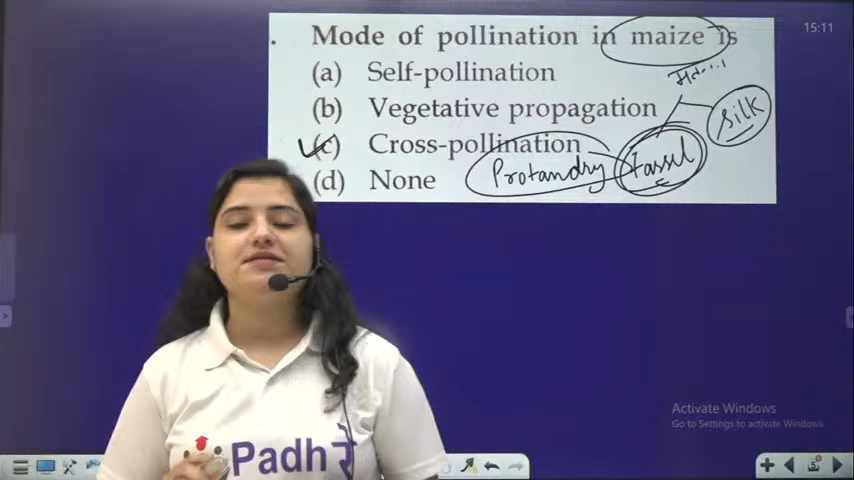 15:11
. Mode of pollination in maize is
(a) Self-pollination
(b) Vegetative propagation
Silk
(c) Cross-pollination
Protandry Tassel
(d) None
Activate Windows
Go to Settings to activate Windows.
Padhरे